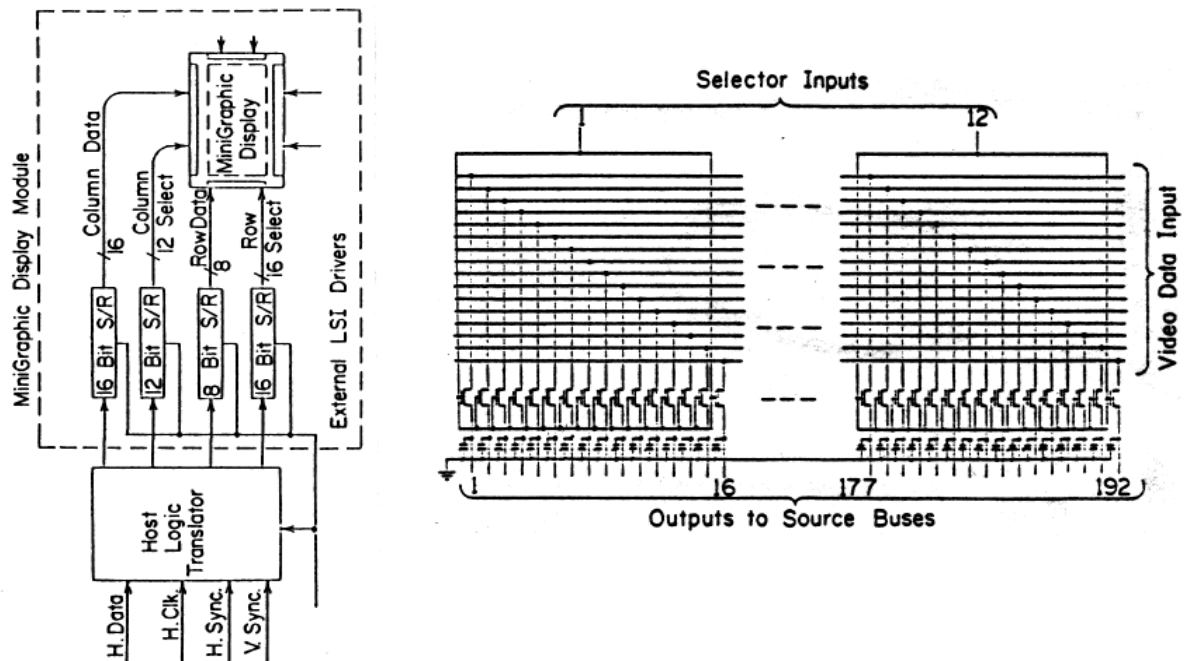 MiniGraphic Display Module
MiniGraphic
Display
Column Data
16
Column
12 Select
Row Data
8
Row
16 Select
16 Bit S/R
12 Bit S/R
8 Bit S/R
16 Bit S/R
External LSI Drivers
Host
Logic
Translator
H. Data
H. Clk.
H. Sync.
V. Sync.
Selector Inputs
1
12
Video Data Input
1
16
177
192
Outputs to Source Buses